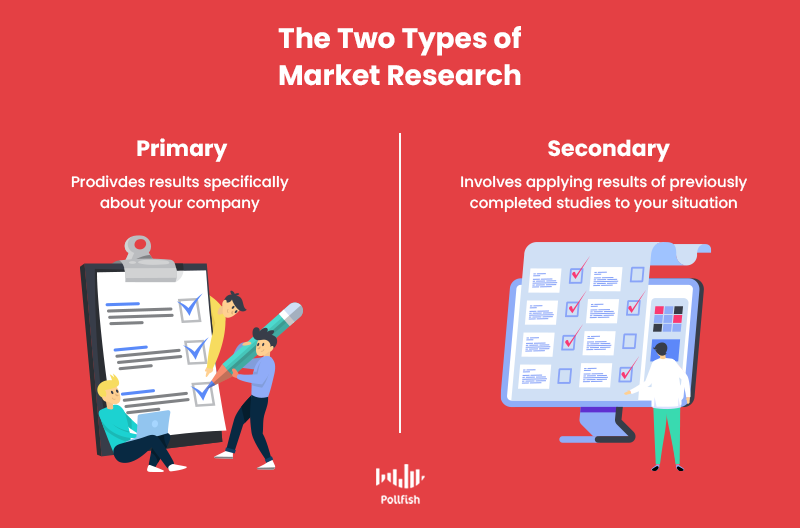 The Two Types of
Market Research
Primary
Prodivdes results specifically
about your company
Secondary
Involves applying results of previously
completed studies to your situation
Pollfish